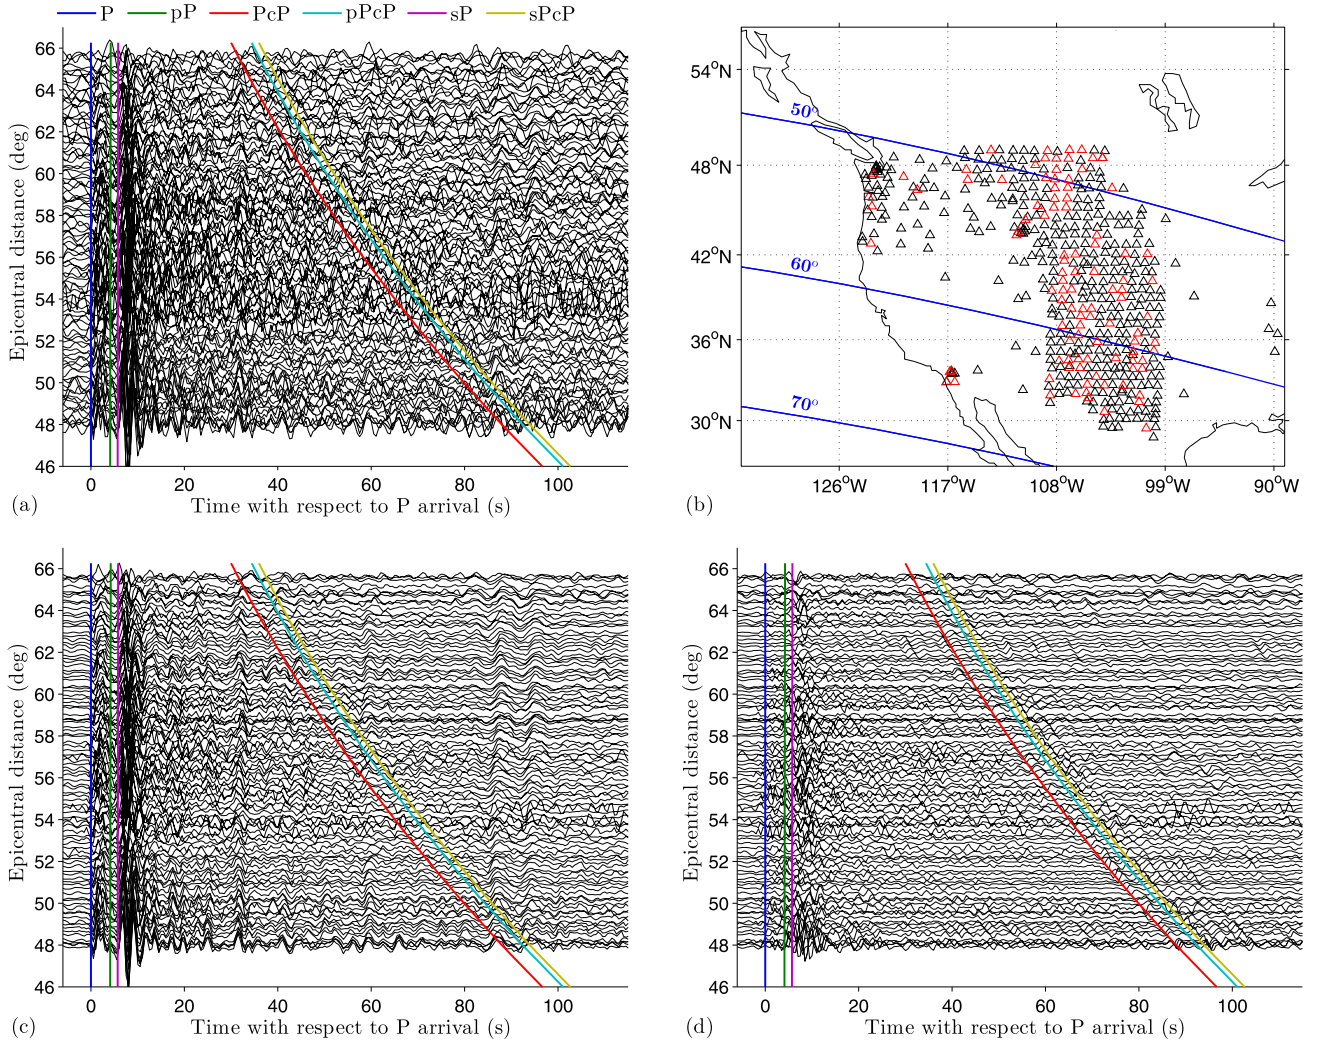 P pP PcP pPcP sP sPcP
66
64
62
60
58
56
54
52
50
48
46
Epicentral distance (deg)
0 20 40 60 80 100
Time with respect to P arrival (s)
(a)
54°N
48°N
42°N
36°N
30°N
50°
60°
70°
126°W 117°W 108°W 99°W 90°W
(b)
66
64
62
60
58
56
54
52
50
48
46
Epicentral distance (deg)
0 20 40 60 80 100
Time with respect to P arrival (s)
(c)
66
64
62
60
58
56
54
52
50
48
46
Epicentral distance (deg)
0 20 40 60 80 100
Time with respect to P arrival (s)
(d)